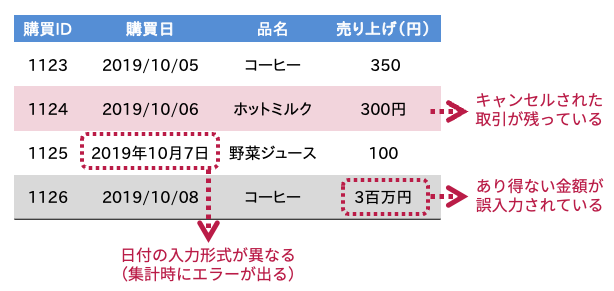 購買ID 購買日 品名 売り上げ(円)
1123 2019/10/05 コーヒー 350
1124 2019/10/06 ホットミルク 300円
キャンセルされた
取引が残っている
1125 2019年10月7日 野菜ジュース 100
1126 2019/10/08 コーヒー 3百万円
あり得ない金額が
誤入力されている
日付の入力形式が異なる
(集計時にエラーが出る)